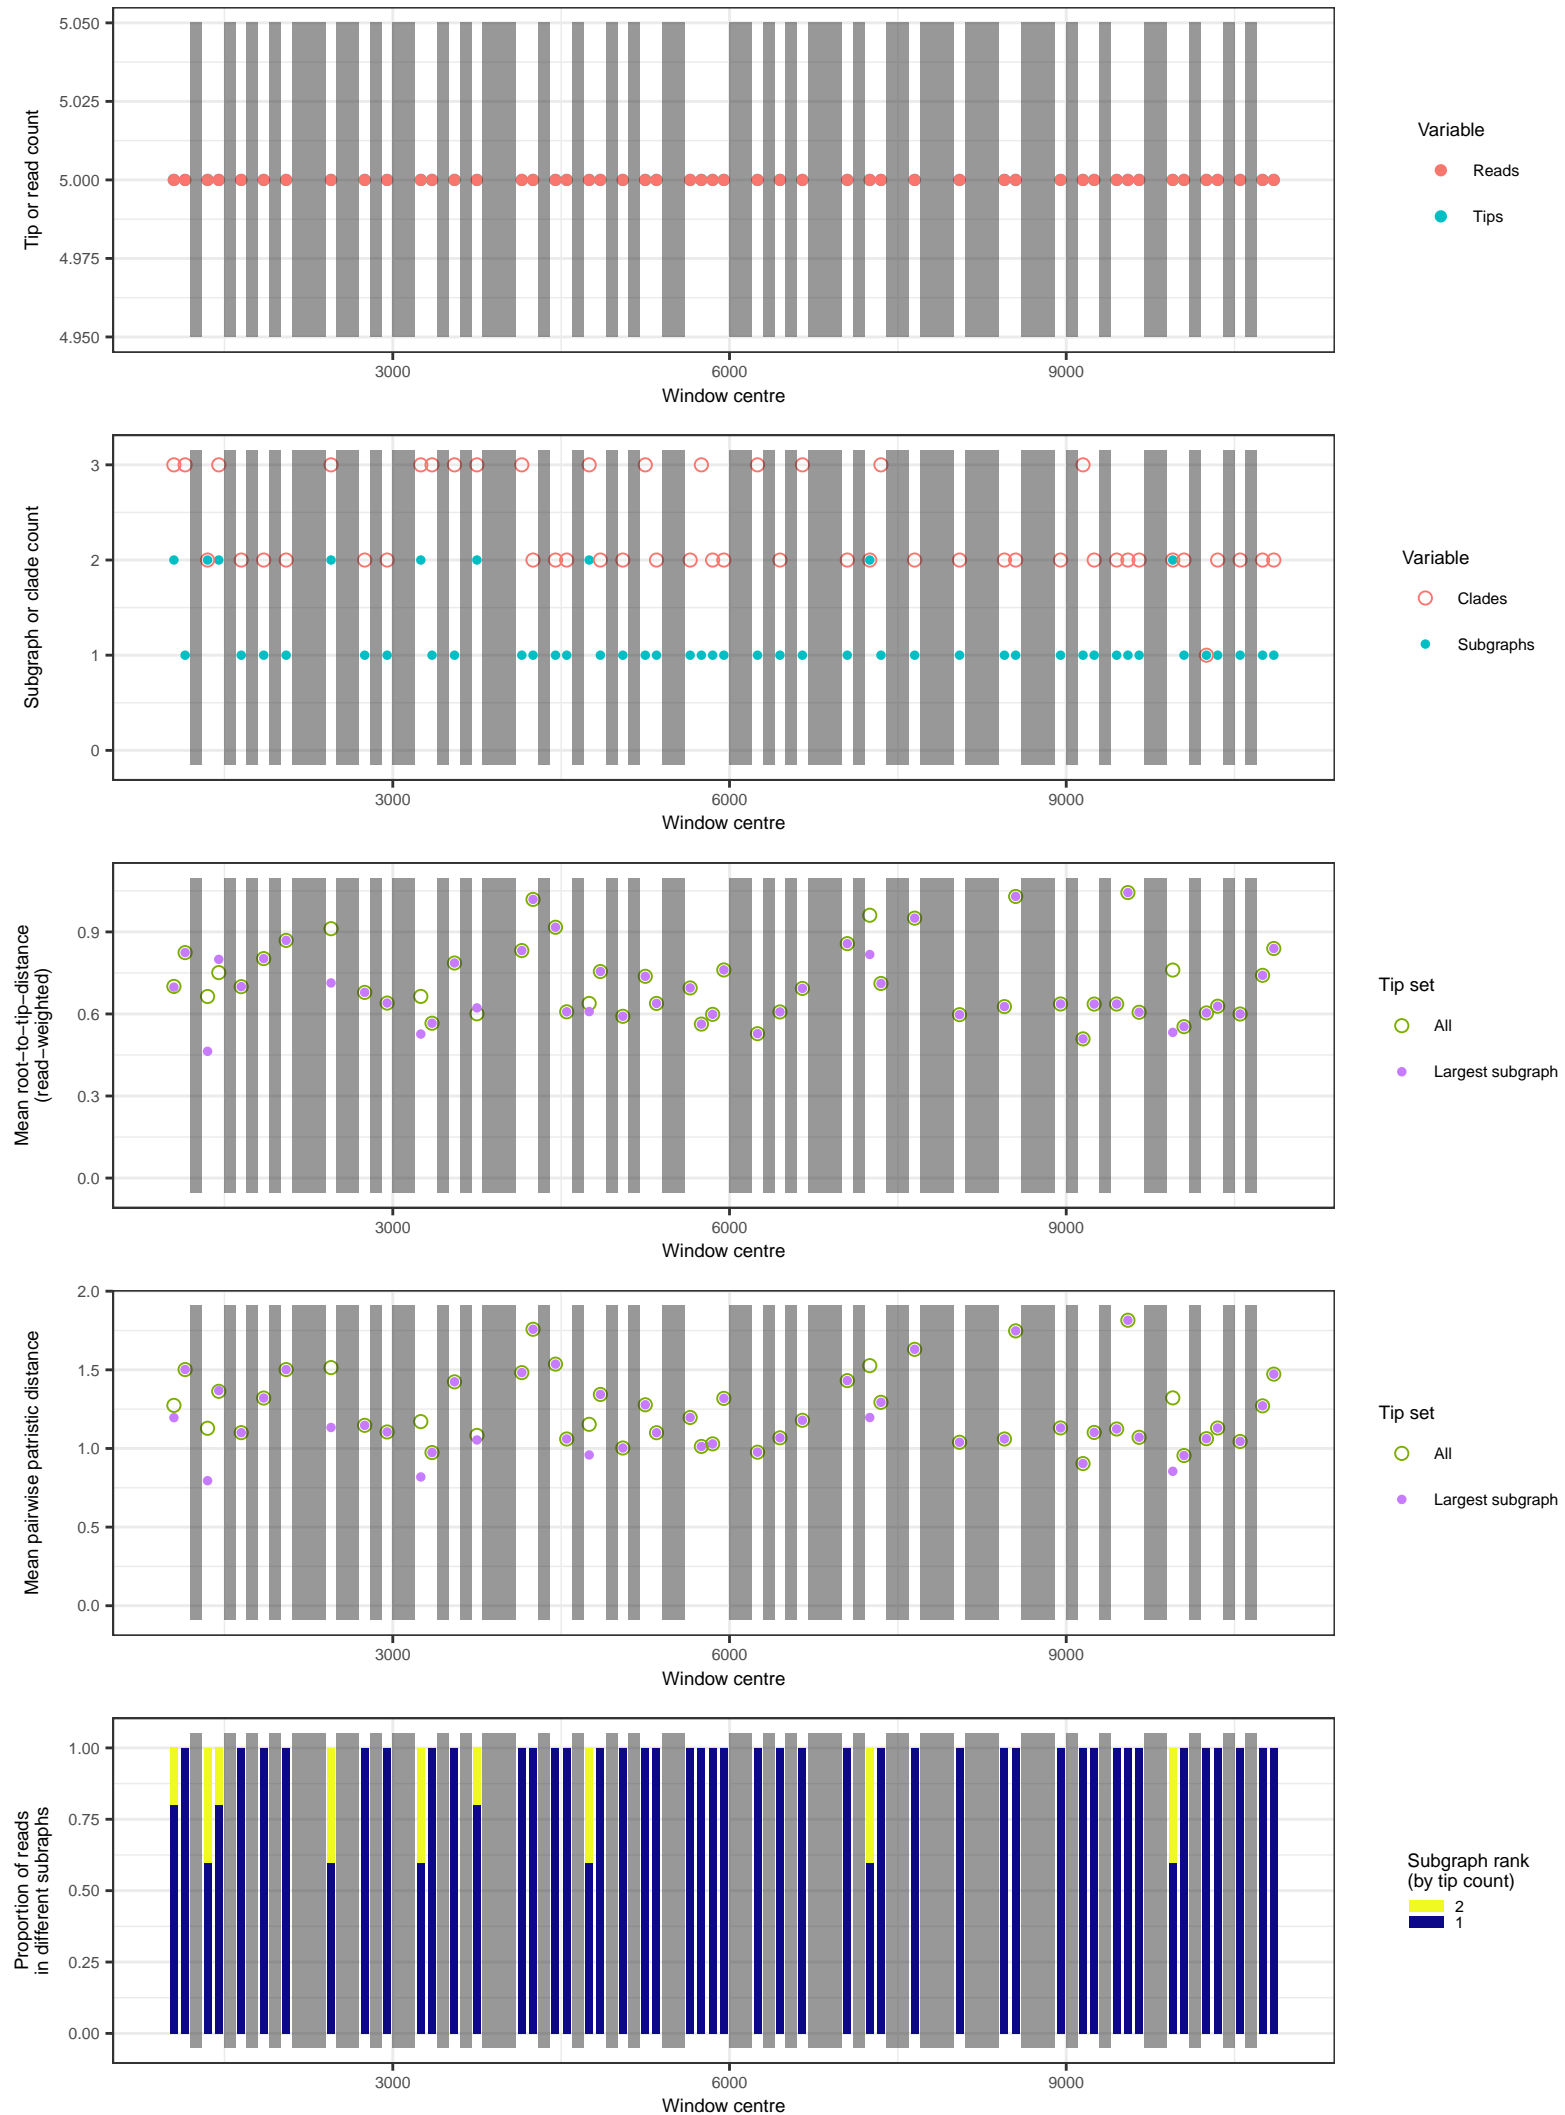 5.050
5.025
5.000
4.975
4.950
Tip or read count
3000
6000
9000
Window centre
Variable
Reads
Tips
3
2
1
0
Subgraph or clade count
3000
6000
9000
Window centre
Variable
Clades
Subgraphs
0.9
0.6
0.3
0.0
Mean root−to−tip−distance
(read−weighted)
3000
6000
9000
Window centre
Tip set
All
Largest subgraph
2.0
1.5
1.0
0.5
0.0
Mean pairwise patristic distance
3000
6000
9000
Window centre
Tip set
All
Largest subgraph
1.00
0.75
0.50
0.25
0.00
Proportion of reads
in different subraphs
3000
6000
9000
Window centre
Subgraph rank
(by tip count)
2
1